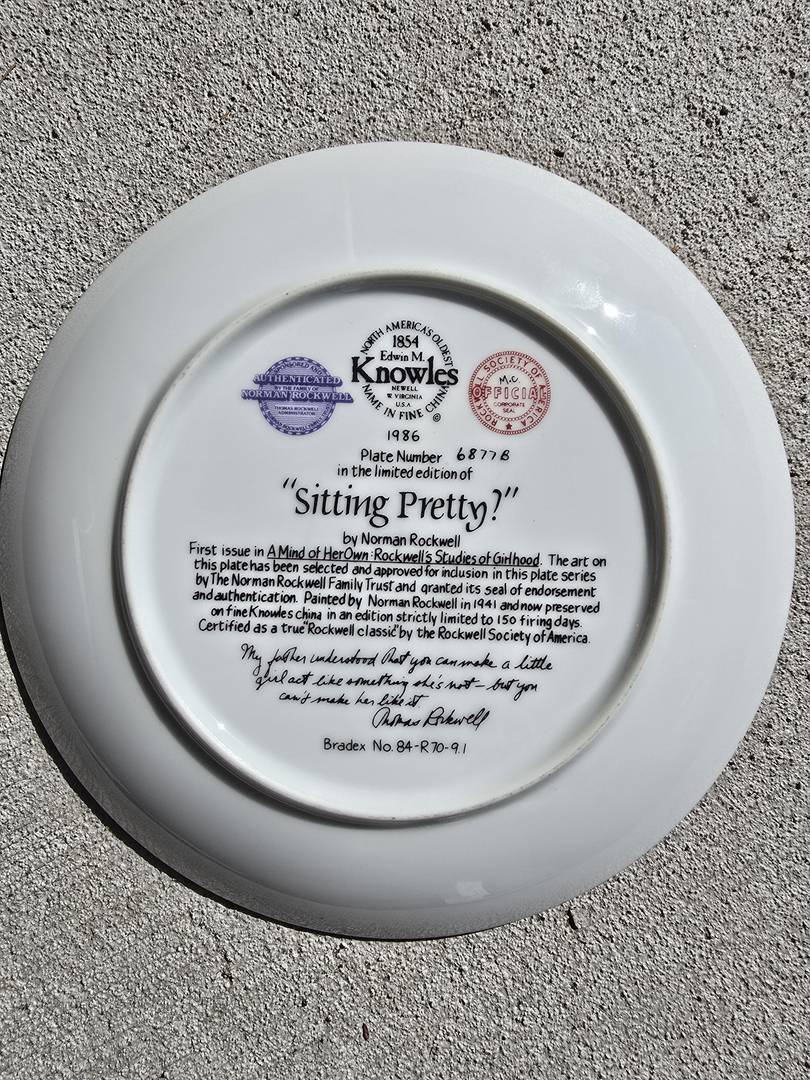 NORTH AMERICA'S OLDEST
1854
Edwin M.
Knowles
NEWELL
W. VIRGINIA
U.S.A.
NAME IN FINE CHINA
©
SPONSORED AND
AUTHENTICATED
BY THE FAMILY OF
NORMAN ROCKWELL
THOMAS ROCKWELL
ADMINISTRATOR
ROCKWELL SOCIETY OF AMERICA
M.C.
OFFICIAL
CORPORATE
SEAL
1986
Plate Number 6877B
in the limited edition of
"Sitting Pretty?"
by Norman Rockwell
First issue in A Mind of Her Own: Rockwell's Studies of Girlhood. The art on
this plate has been selected and approved for inclusion in this plate series
by The Norman Rockwell Family Trust and granted its seal of endorsement
and authentication. Painted by Norman Rockwell in 1941 and now preserved
on fine Knowles china in an edition strictly limited to 150 firing days.
Certified as a true "Rockwell classic" by the Rockwell Society of America.
My father understood that you can make a little
girl act like something she's not — but you
can't make her like it
Thomas Rockwell
Bradex No. 84-R70-9.1